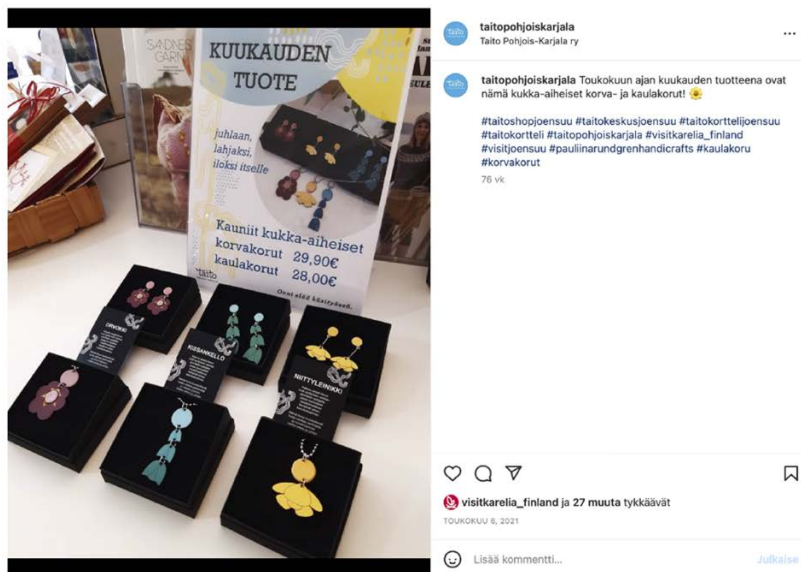 SANDNES
GARN
KUUKAUDEN
TUOTE
juhlaan,
lahjaksi,
iloksi itselle
Kauniit kukka-aiheiset
korvakorut 29,90€
kaulakorut 28,00€
taito
ORVOKKI
KISSANKELLO
NIITTYLEINIKKI
taitopohjoiskarjala
Taito Pohjois-Karjala ry
taitopohjoiskarjala Toukokuun ajan kuukauden tuotteena ovat
nämä kukka-aiheiset korva- ja kaulakorut!
#taitoshopjoensuu #taitokeskusjoensuu #taitokorttelijoensuu
#taitokortteli #taitopohjoiskarjala #visitkarelia_finland
#visitjoensuu #pauliinarundgrenhandicrafts #kaulakoru
#korvakorut
76 vk
visitkarelia_finland ja 27 muuta tykkäävät
TOUKOKUU 6, 2021
Lisää kommentti...
Julkaise